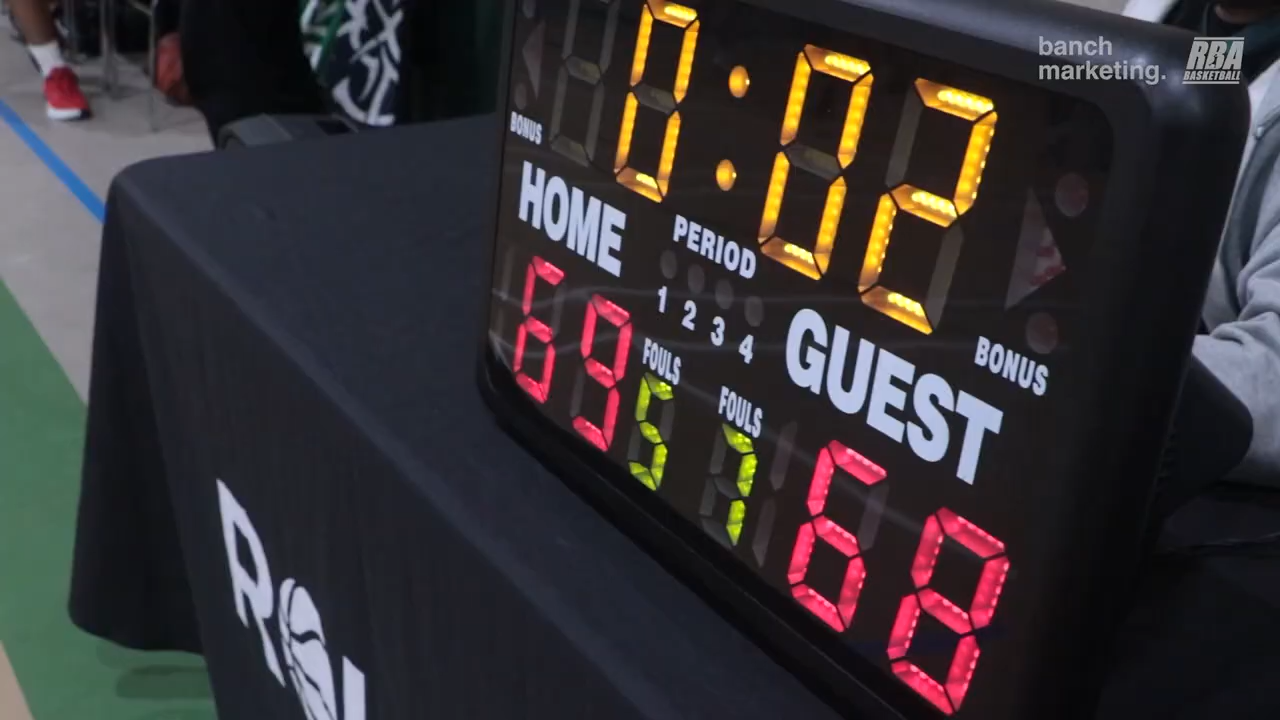 banch
marketing.
RBA
BASKETBALL
0:02
BONUS
HOME
PERIOD
1 2 3 4
GUEST
BONUS
69
FOULS
5
FOULS
7
68